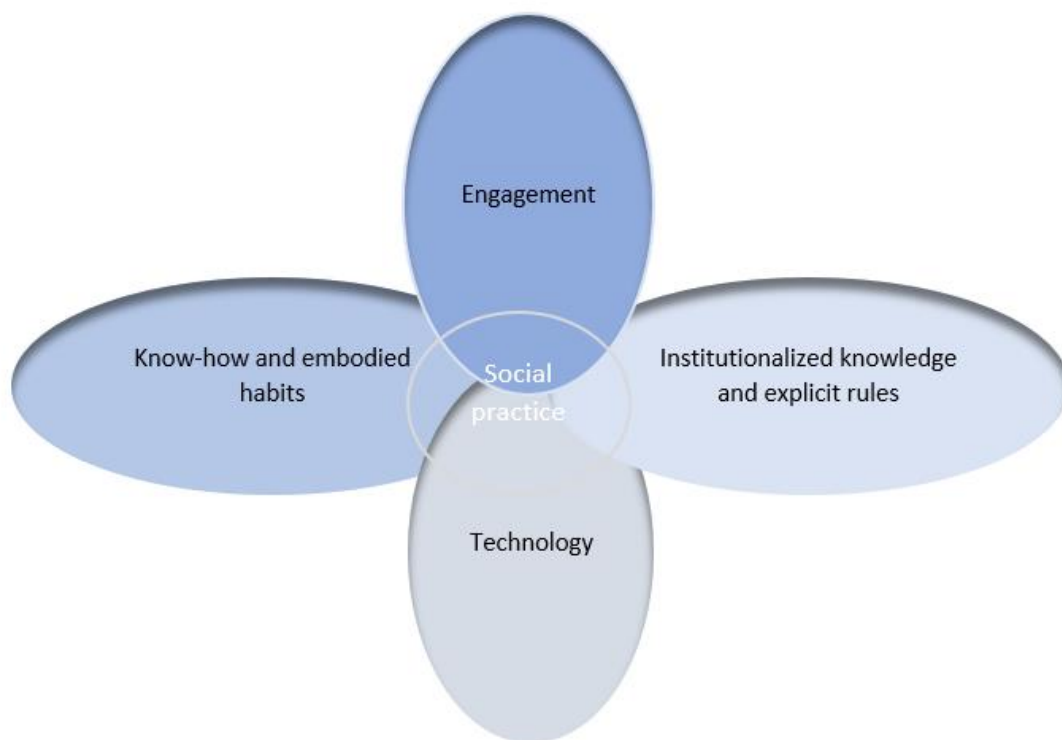 Engagement
Know-how and embodied
habits
Social
practice
Institutionalized knowledge
and explicit rules
Technology